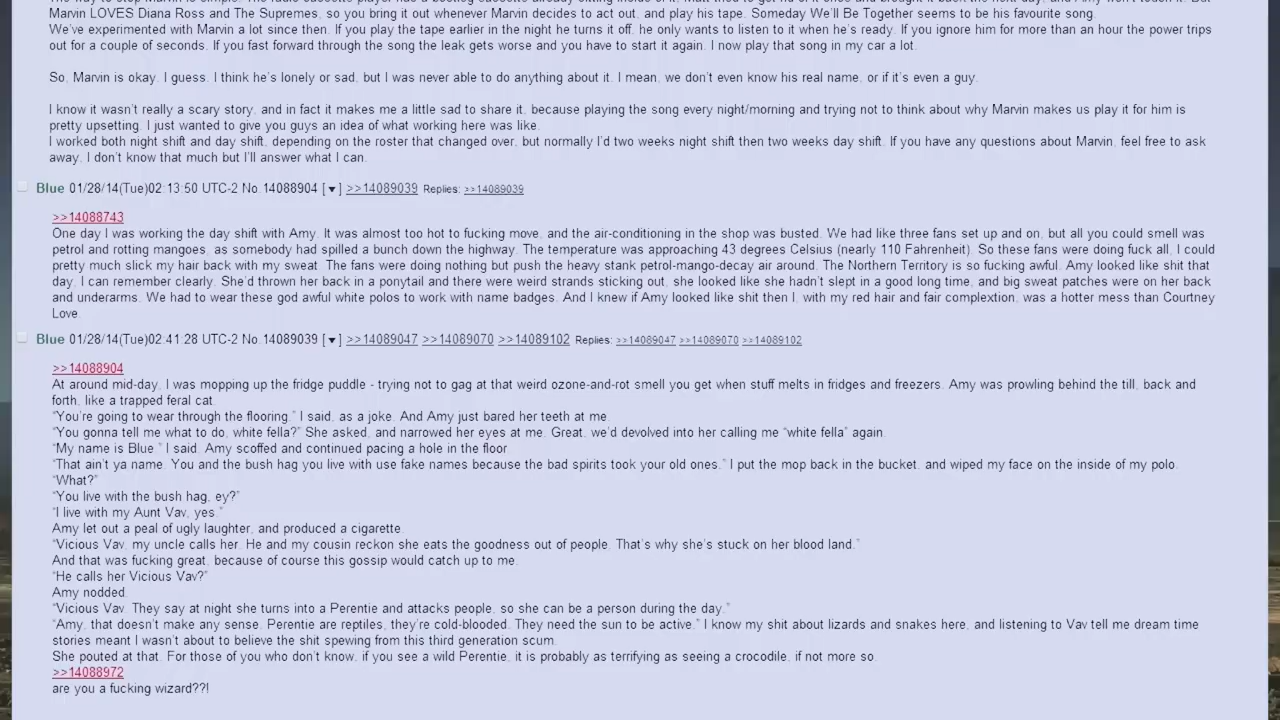 Marvin LOVES Diana Ross and The Supremes, so you bring it out whenever Marvin decides to act out, and play his tape. Someday We'll Be Together seems to be his favourite song.
We've experimented with Marvin a lot since then. If you play the tape earlier in the night he turns it off, he only wants to listen to it when he's ready. If you ignore him for more than an hour the power trips
out for a couple of seconds. If you fast forward through the song the leak gets worse and you have to start it again. I now play that song in my car a lot.
So, Marvin is okay. I guess. I think he's lonely or sad, but I was never able to do anything about it. I mean, we don't even know his real name, or if it's even a guy.
I know it wasn't really a scary story, and in fact it makes me a little sad to share it, because playing the song every night/morning and trying not to think about why Marvin makes us play it for him is
pretty upsetting. I just wanted to give you guys an idea of what working here was like.
I worked both night shift and day shift, depending on the roster that changed over, but normally I'd two weeks night shift then two weeks day shift. If you have any questions about Marvin, feel free to ask
away. I don't know that much but I'll answer what I can.
Blue 01/28/14(Tue)02:13:50 UTC-2 No.14088904 [▼] >>14089039 Replies: >>14089039
>>14088743
One day I was working the day shift with Amy. It was almost too hot to fucking move, and the air-conditioning in the shop was busted. We had like three fans set up and on, but all you could smell was
petrol and rotting mangoes, as somebody had spilled a bunch down the highway. The temperature was approaching 43 degrees Celsius (nearly 110 Fahrenheit). So these fans were doing fuck all, I could
pretty much slick my hair back with my sweat. The fans were doing nothing but push the heavy stank petrol-mango-decay air around. The Northern Territory is so fucking awful. Amy looked like shit that
day, I can remember clearly. She'd thrown her back in a ponytail and there were weird strands sticking out, she looked like she hadn't slept in a good long time, and big sweat patches were on her back
and underarms. We had to wear these god awful white polos to work with name badges. And I knew if Amy looked like shit then I, with my red hair and fair complextion, was a hotter mess than Courtney
Love.
Blue 01/28/14(Tue)02:41:28 UTC-2 No.14089039 [▼] >>14089047 >>14089070 >>14089102 Replies: >>14089047 >>14089070 >>14089102
>>14088904
At around mid-day, I was mopping up the fridge puddle - trying not to gag at that weird ozone-and-rot smell you get when stuff melts in fridges and freezers. Amy was prowling behind the till, back and
forth, like a trapped feral cat.
“You're going to wear through the flooring.” I said, as a joke. And Amy just bared her teeth at me.
“You gonna tell me what to do, white fella?” She asked, and narrowed her eyes at me. Great, we'd devolved into her calling me “white fella” again.
“My name is Blue.” I said. Amy scoffed and continued pacing a hole in the floor
“That ain't ya name. You and the bush hag you live with use fake names because the bad spirits took your old ones.” I put the mop back in the bucket, and wiped my face on the inside of my polo.
“What?”
“You live with the bush hag, ey?”
“I live with my Aunt Vav, yes.”
Amy let out a peal of ugly laughter, and produced a cigarette.
“Vicious Vav, my uncle calls her. He and my cousin reckon she eats the goodness out of people. That's why she's stuck on her blood land.”
And that was fucking great, because of course this gossip would catch up to me.
“He calls her Vicious Vav?”
Amy nodded.
“Vicious Vav. They say at night she turns into a Perentie and attacks people, so she can be a person during the day.”
“Amy, that doesn't make any sense. Perentie are reptiles, they're cold-blooded. They need the sun to be active.” I know my shit about lizards and snakes here, and listening to Vav tell me dream time
stories meant I wasn't about to believe the shit spewing from this third generation scum.
She pouted at that. For those of you who don't know, if you see a wild Perentie, it is probably as terrifying as seeing a crocodile, if not more so.
>>14088972
are you a fucking wizard??!